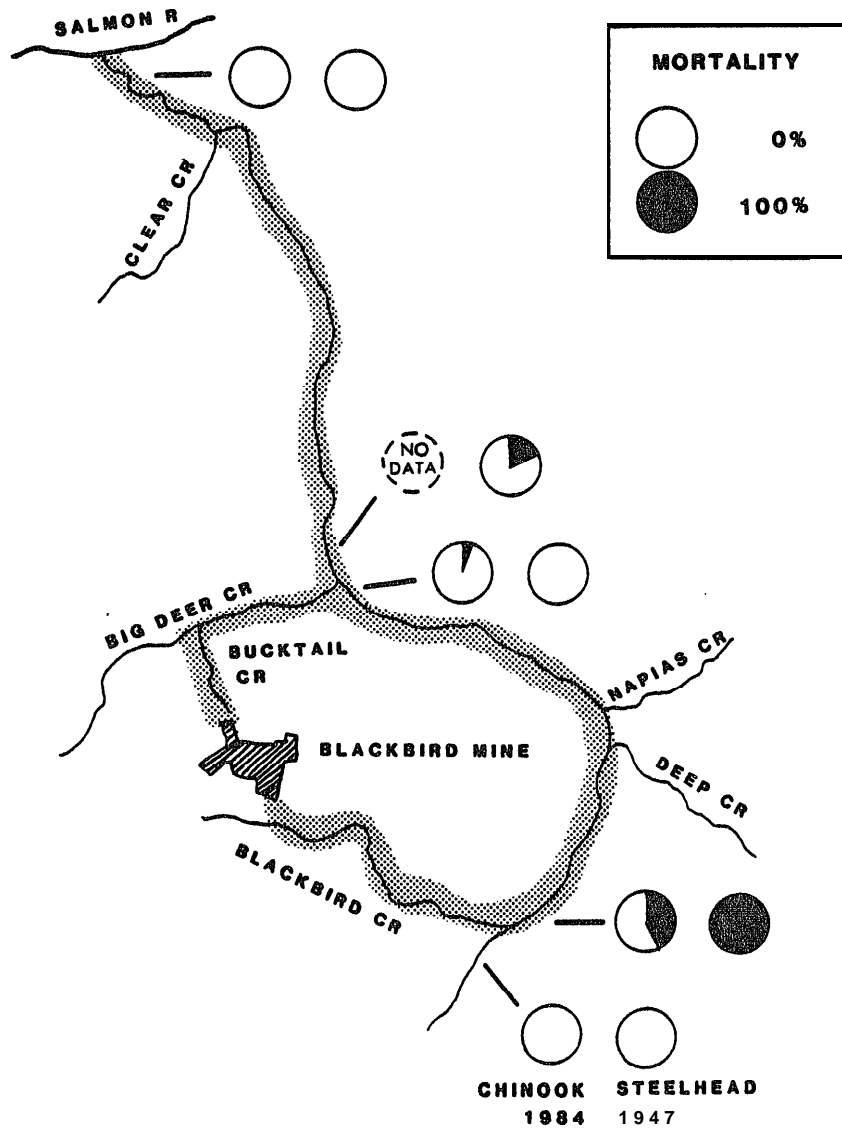 SALMON R
MORTALITY
0%
100%
CLEAR CR
NO
DATA
BIG DEER CR
BUCKTAIL
CR
NAPIAS CR
BLACKBIRD MINE
DEEP CR
BLACKBIRD CR
CHINOOK STEELHEAD
1984 1947